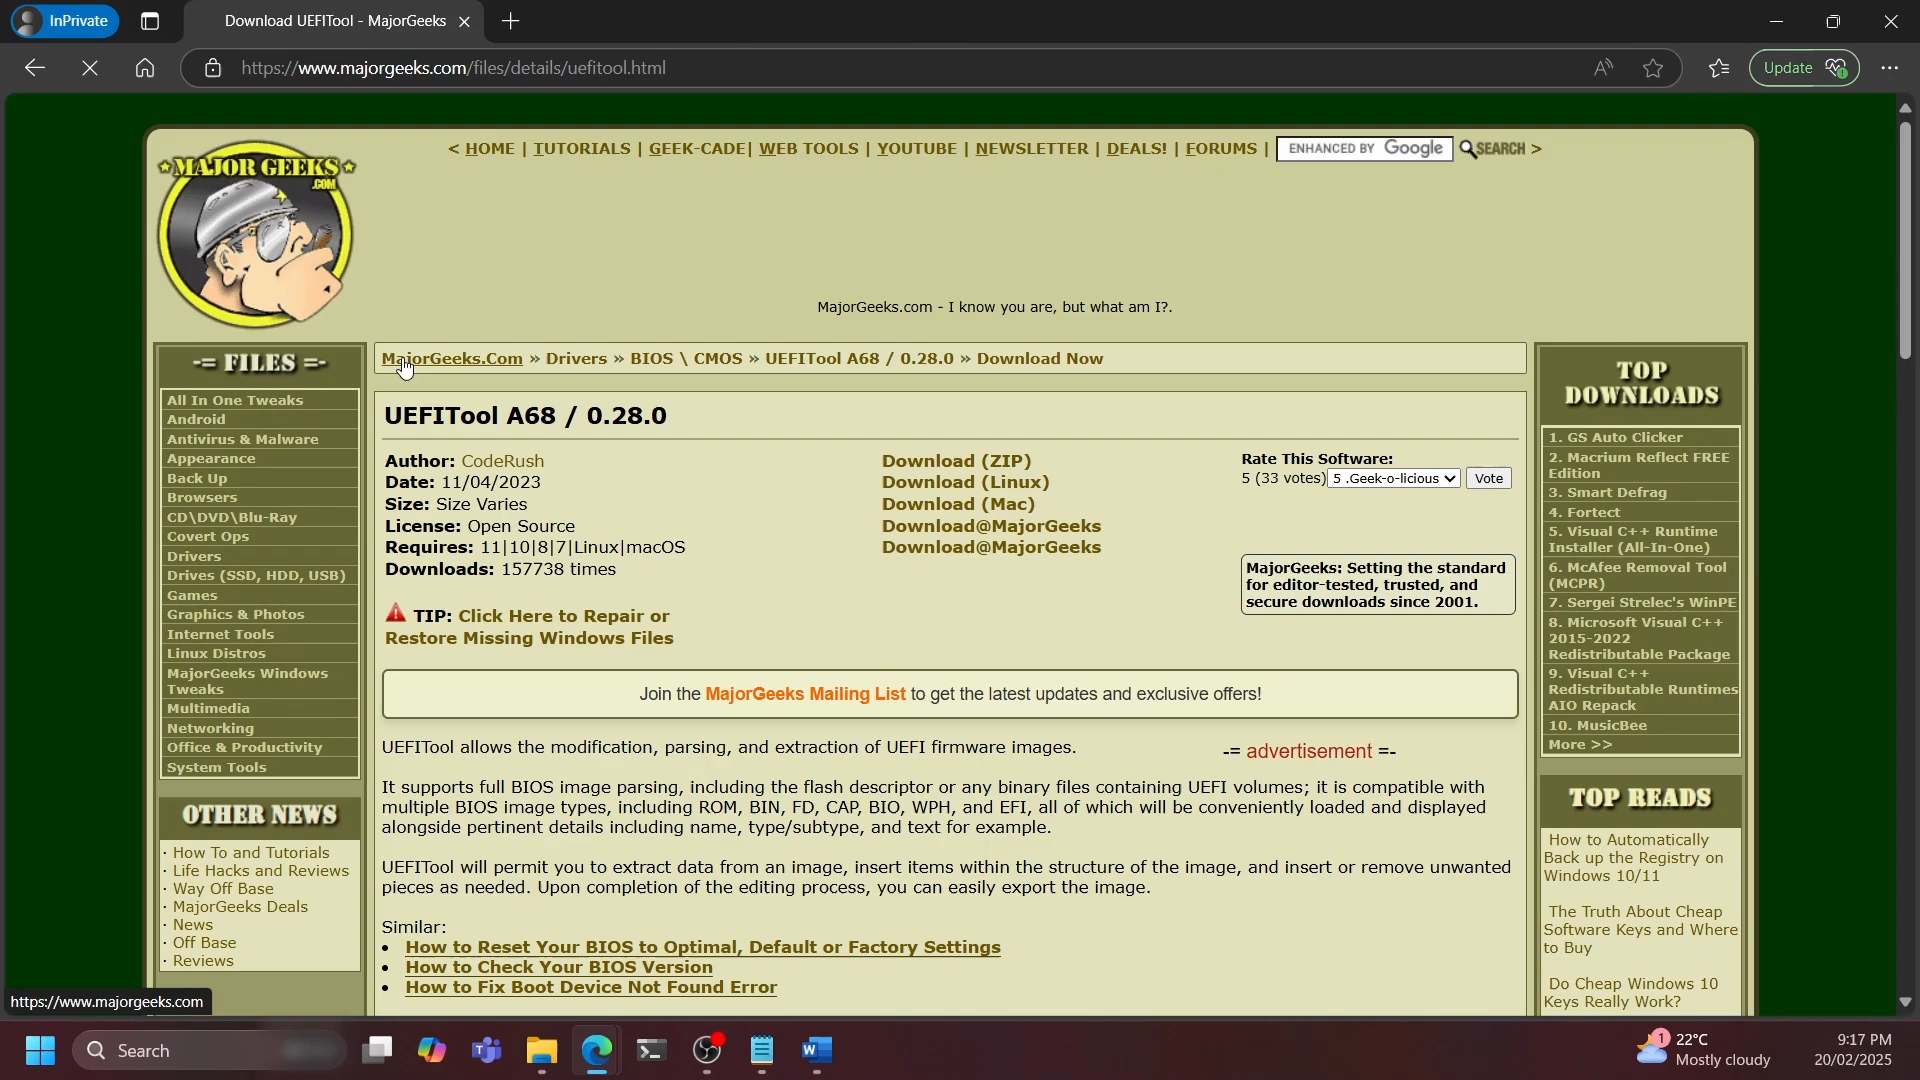 InPrivate
Download UEFITool - MajorGeeks
https://www.majorgeeks.com/files/details/uefitool.html
Update
MAJOR GEEKS
.COM
< HOME | TUTORIALS | GEEK-CADE| WEB TOOLS | YOUTUBE | NEWSLETTER | DEALS! | FORUMS | ENHANCED BY Google SEARCH >
MajorGeeks.com - I know you are, but what am I?.
MajorGeeks.Com » Drivers » BIOS \ CMOS » UEFITool A68 / 0.28.0 » Download Now
-= FILES =-
All In One Tweaks
Android
Antivirus & Malware
Appearance
Back Up
Browsers
CD\DVD\Blu-Ray
Covert Ops
Drivers
Drives (SSD, HDD, USB)
Games
Graphics & Photos
Internet Tools
Linux Distros
MajorGeeks Windows
Tweaks
Multimedia
Networking
Office & Productivity
System Tools
OTHER NEWS
· How To and Tutorials
· Life Hacks and Reviews
· Way Off Base
· MajorGeeks Deals
· News
· Off Base
· Reviews
UEFITool A68 / 0.28.0
Author: CodeRush
Date: 11/04/2023
Size: Size Varies
License: Open Source
Requires: 11|10|8|7|Linux|macOS
Downloads: 157738 times
TIP: Click Here to Repair or
Restore Missing Windows Files
Download (ZIP)
Download (Linux)
Download (Mac)
Download@MajorGeeks
Download@MajorGeeks
Rate This Software:
5 (33 votes) 5 .Geek-o-licious Vote
MajorGeeks: Setting the standard
for editor-tested, trusted, and
secure downloads since 2001.
Join the MajorGeeks Mailing List to get the latest updates and exclusive offers!
UEFITool allows the modification, parsing, and extraction of UEFI firmware images.
-= advertisement =-
It supports full BIOS image parsing, including the flash descriptor or any binary files containing UEFI volumes; it is compatible with
multiple BIOS image types, including ROM, BIN, FD, CAP, BIO, WPH, and EFI, all of which will be conveniently loaded and displayed
alongside pertinent details including name, type/subtype, and text for example.
UEFITool will permit you to extract data from an image, insert items within the structure of the image, and insert or remove unwanted
pieces as needed. Upon completion of the editing process, you can easily export the image.
Similar:
• How to Reset Your BIOS to Optimal, Default or Factory Settings
• How to Check Your BIOS Version
• How to Fix Boot Device Not Found Error
TOP
DOWNLOADS
1. GS Auto Clicker
2. Macrium Reflect FREE
Edition
3. Smart Defrag
4. Fortect
5. Visual C++ Runtime
Installer (All-In-One)
6. McAfee Removal Tool
(MCPR)
7. Sergei Strelec's WinPE
8. Microsoft Visual C++
2015-2022
Redistributable Package
9. Visual C++
Redistributable Runtimes
AIO Repack
10. MusicBee
More >>
TOP READS
How to Automatically
Back up the Registry on
Windows 10/11
The Truth About Cheap
Software Keys and Where
to Buy
Do Cheap Windows 10
Keys Really Work?
https://www.majorgeeks.com
Search
1
22°C
Mostly cloudy
9:17 PM
20/02/2025